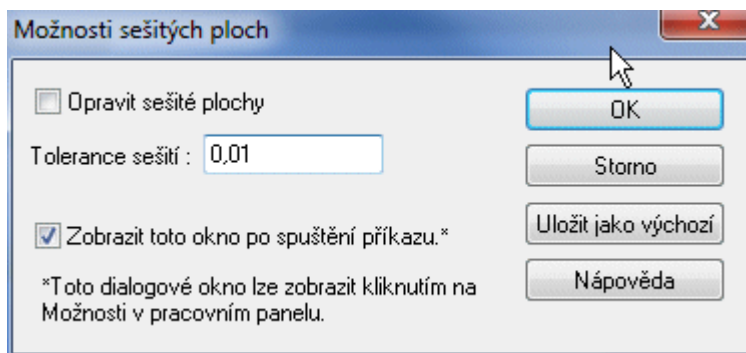 Možnosti sešitých ploch
Opravit sešité plochy
OK
Tolerance sešití : 0,01
Storno
Zobrazit toto okno po spuštění příkazu.*
Uložit jako výchozí
*Toto dialogové okno lze zobrazit kliknutím na
Možnosti v pracovním panelu.
Nápověda